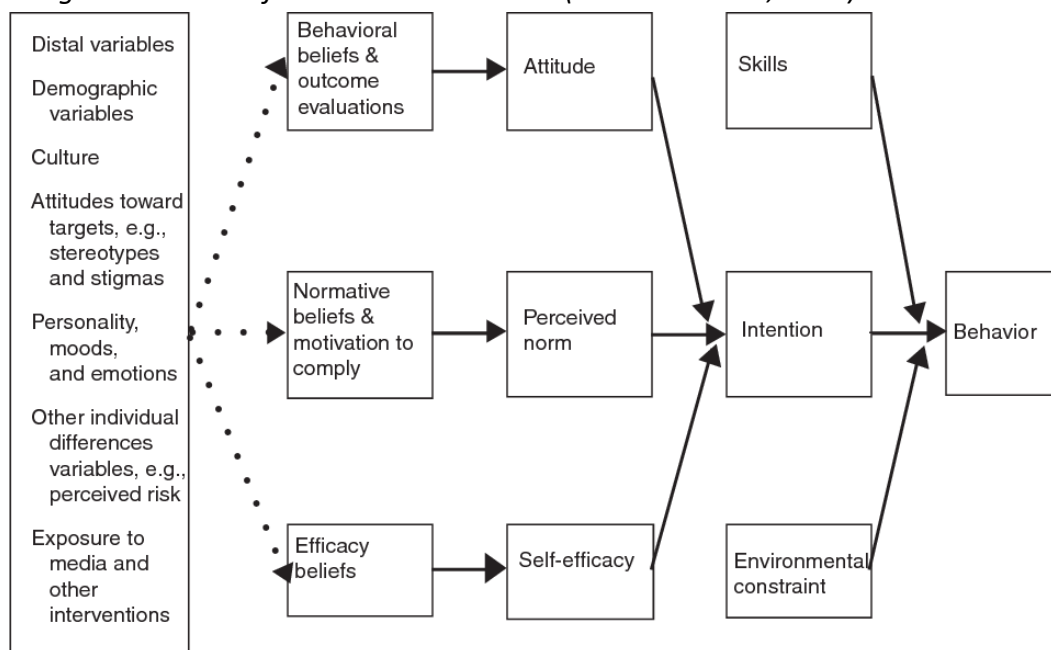 Distal variables
Demographic
variables
Culture
Attitudes toward
targets, e.g.,
stereotypes
and stigmas
Personality,
moods,
and emotions
Other individual
differences
variables, e.g.,
perceived risk
Exposure to
media and
other
interventions
Behavioral
beliefs &
outcome
evaluations
Attitude
Skills
Normative
beliefs &
motivation to
comply
Perceived
norm
Intention
Behavior
Efficacy
beliefs
Self-efficacy
Environmental
constraint